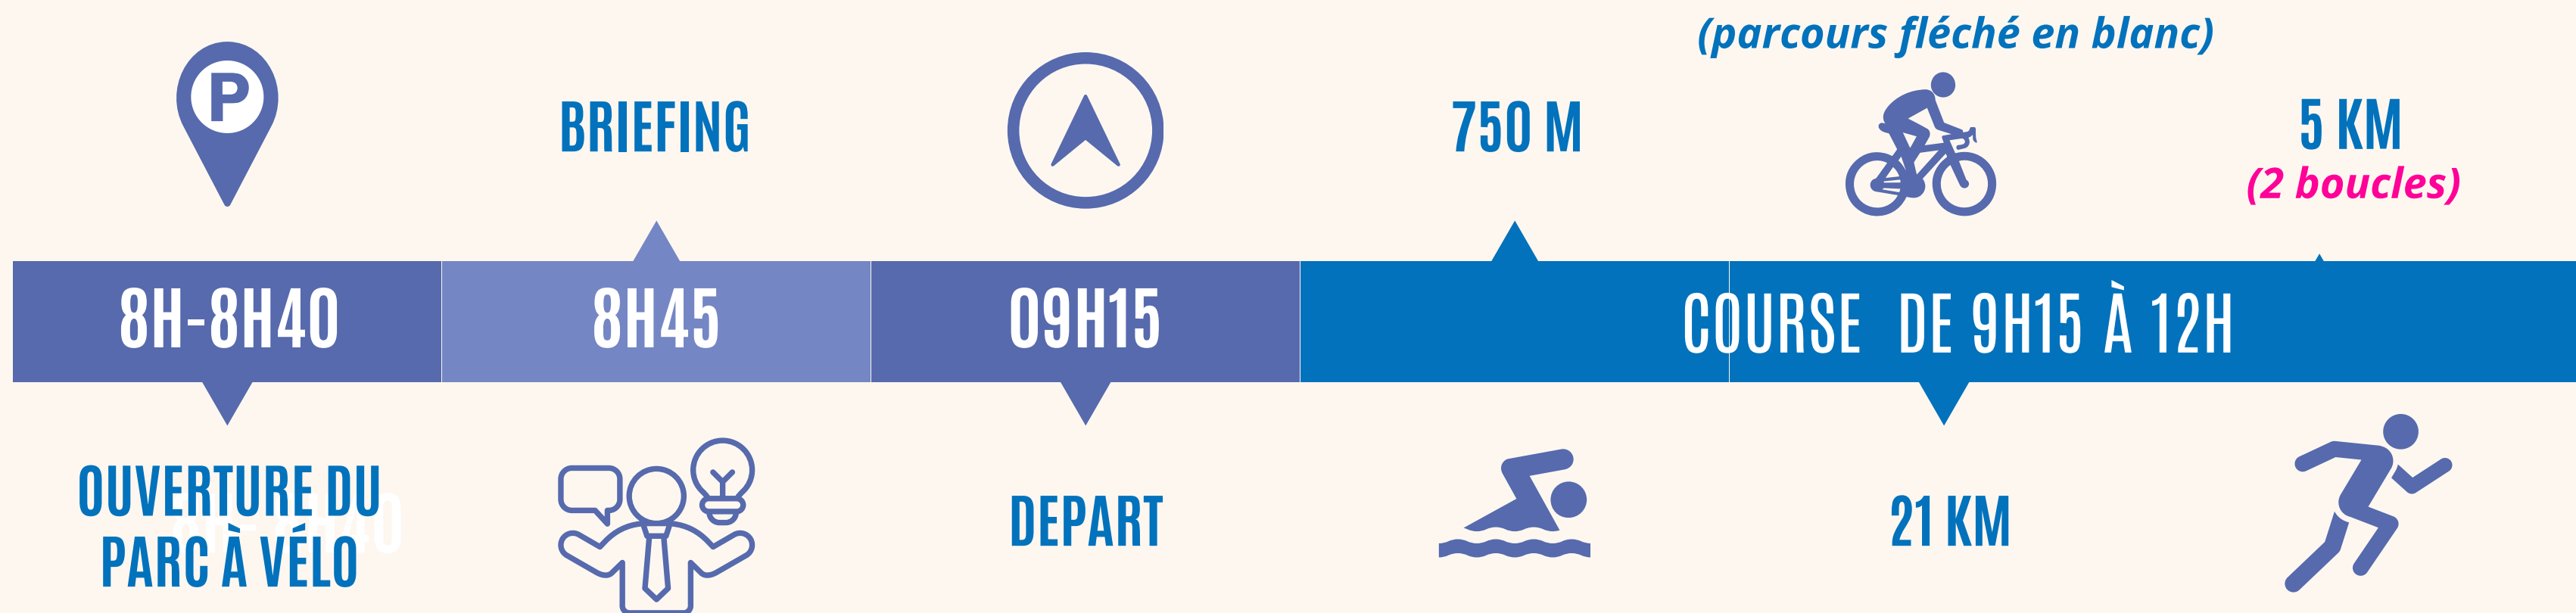 (parcours fléché en blanc)
P
BRIEFING
750 M
5 KM
(2 boucles)
8H-8H40
8H45
09H15
COURSE DE 9H15 À 12H
OUVERTURE DU
PARC À VÉLO
DEPART
21 KM